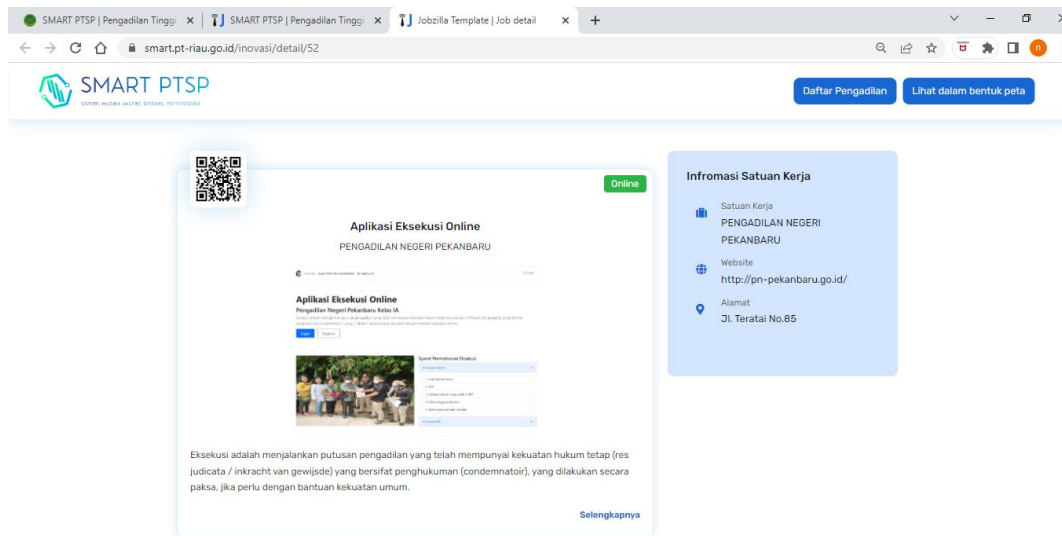 SMART PTSP | Pengadilan Tinggi
SMART PTSP | Pengadilan Tinggi
Jobzilla Template | Job detail
smart.pt-riau.go.id/inovasi/detail/52
n
SMART PTSP
Daftar Pengadilan
Lihat dalam bentuk peta
Online
Aplikasi Eksekusi Online
PENGADILAN NEGERI PEKANBARU
Aplikasi Eksekusi Online
Pengadilan Negeri Pekanbaru Kelas IA
Login
Register
Syarat Permohonan Eksekusi
Eksekusi adalah menjalankan putusan pengadilan yang telah mempunyai kekuatan hukum tetap (res
judicata / inkracht van gewijsde) yang bersifat penghukuman (condemnatoir), yang dilakukan secara
paksa, jika perlu dengan bantuan kekuatan umum.
Selengkapnya
Infromasi Satuan Kerja
Satuan Kerja
PENGADILAN NEGERI
PEKANBARU
Website
http://pn-pekanbaru.go.id/
Alamat
Jl. Teratai No.85